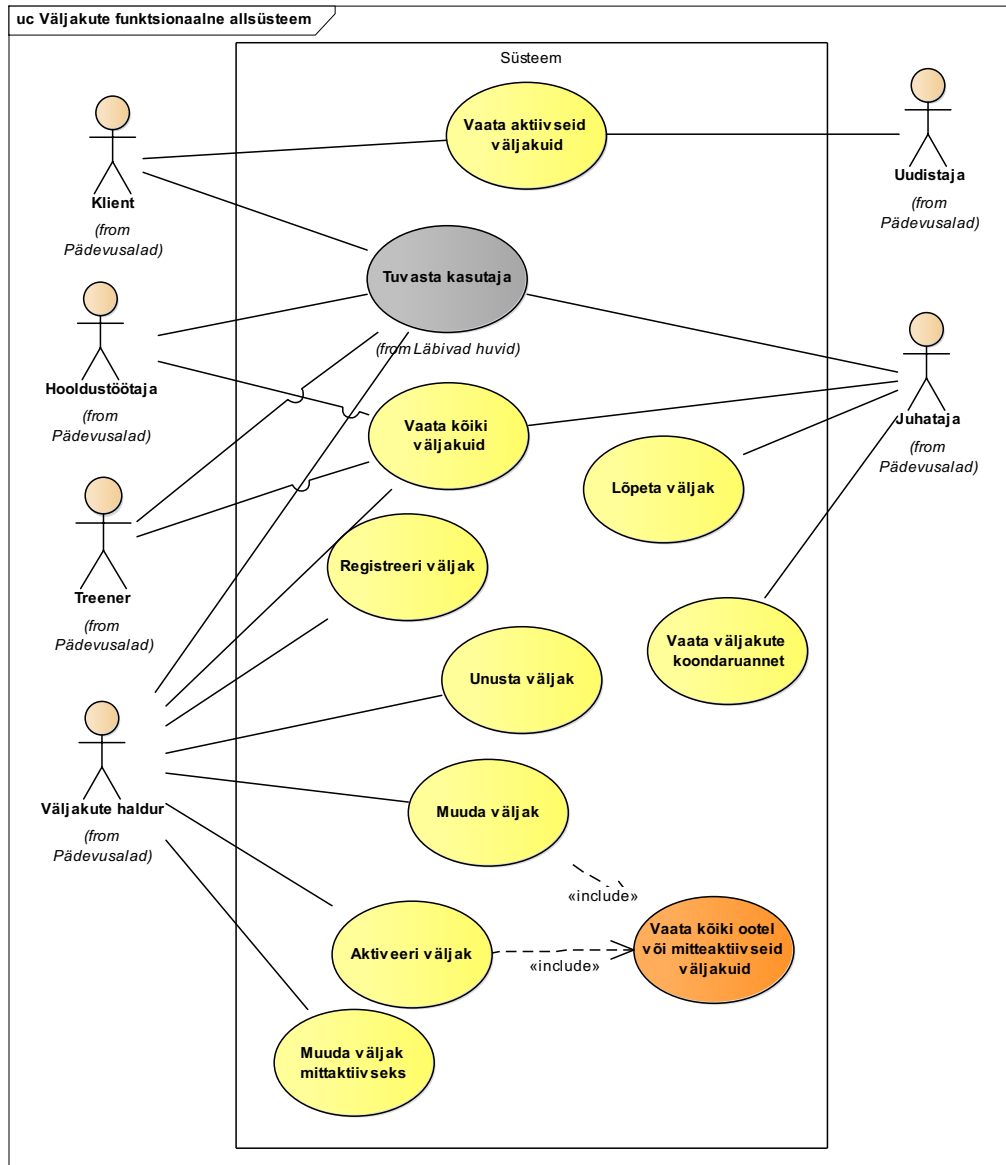 uc Väljakute funktsionaalne allsüsteem
Süsteem
Vaata aktiivseid
väljakuid
Klient
(from
Pädevusalad)
Uudistaja
(from
Pädevusalad)
Tuvasta kasutaja
(from Läbivad huvid)
Hooldustöötaja
(from
Pädevusalad)
Vaata kõiki
väljakuid
Juhataja
(from
Pädevusalad)
Lõpeta väljak
Treener
(from
Pädevusalad)
Registreeri väljak
Vaata väljakute
koondaruannet
Unusta väljak
Väljakute haldur
(from
Pädevusalad)
Muuda väljak
«include»
Aktiveeri väljak
«include»
Vaata kõiki ootel
või mitteaktiivseid
väljakuid
Muuda väljak
mittaktiivseks